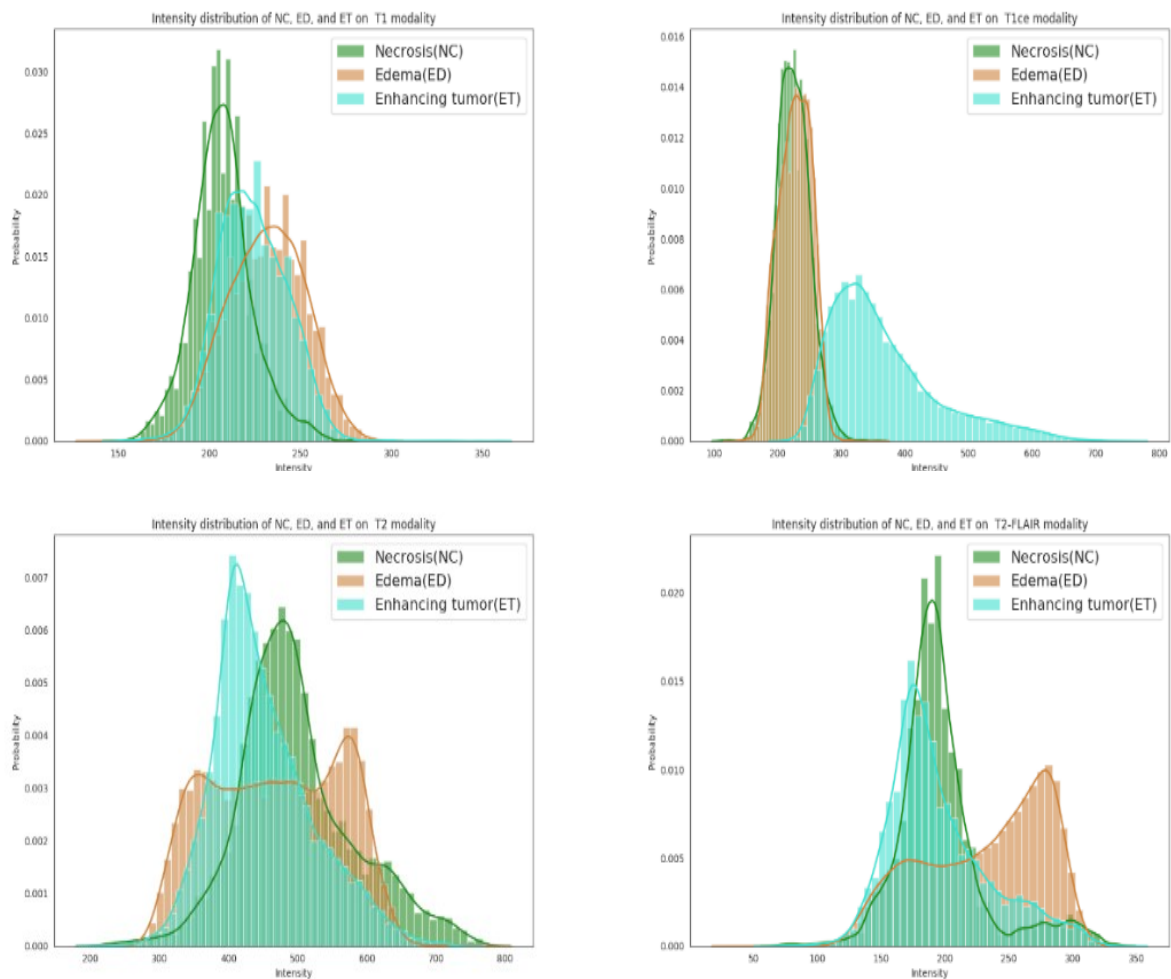 Intensity distribution of NC, ED, and ET on T1 modality
Necrosis(NC)
Edema(ED)
Enhancing tumor(ET)
0.030
0.025
0.020
0.015
0.010
0.005
0.000
Probability
150 200 250 300 350
Intensity
Intensity distribution of NC, ED, and ET on T1ce modality
Necrosis(NC)
Edema(ED)
Enhancing tumor(ET)
0.016
0.014
0.012
0.010
0.008
0.006
0.004
0.002
0.000
Probability
100 200 300 400 500 600 700 800
Intensity
Intensity distribution of NC, ED, and ET on T2 modality
Necrosis(NC)
Edema(ED)
Enhancing tumor(ET)
0.007
0.006
0.005
0.004
0.003
0.002
0.001
0.000
Probability
200 300 400 500 600 700 800
Intensity
Intensity distribution of NC, ED, and ET on T2-FLAIR modality
Necrosis(NC)
Edema(ED)
Enhancing tumor(ET)
0.020
0.015
0.010
0.005
0.000
Probability
50 100 150 200 250 300 350
Intensity